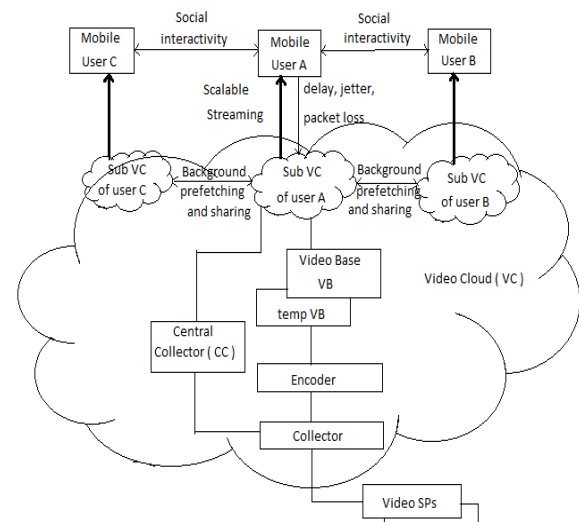 Social
interactivity
Social
interactivity
Mobile
User C
Mobile
User A
Mobile
User B
Scalable
Streaming
delay, jetter,
packet loss
Sub VC
of user C
Background
prefetching
and sharing
Sub VC
of user A
Background
prefetching
and sharing
Sub VC
of user B
Video Base
VB
Video Cloud ( VC )
temp VB
Central
Collector ( CC )
Encoder
Collector
Video SPs